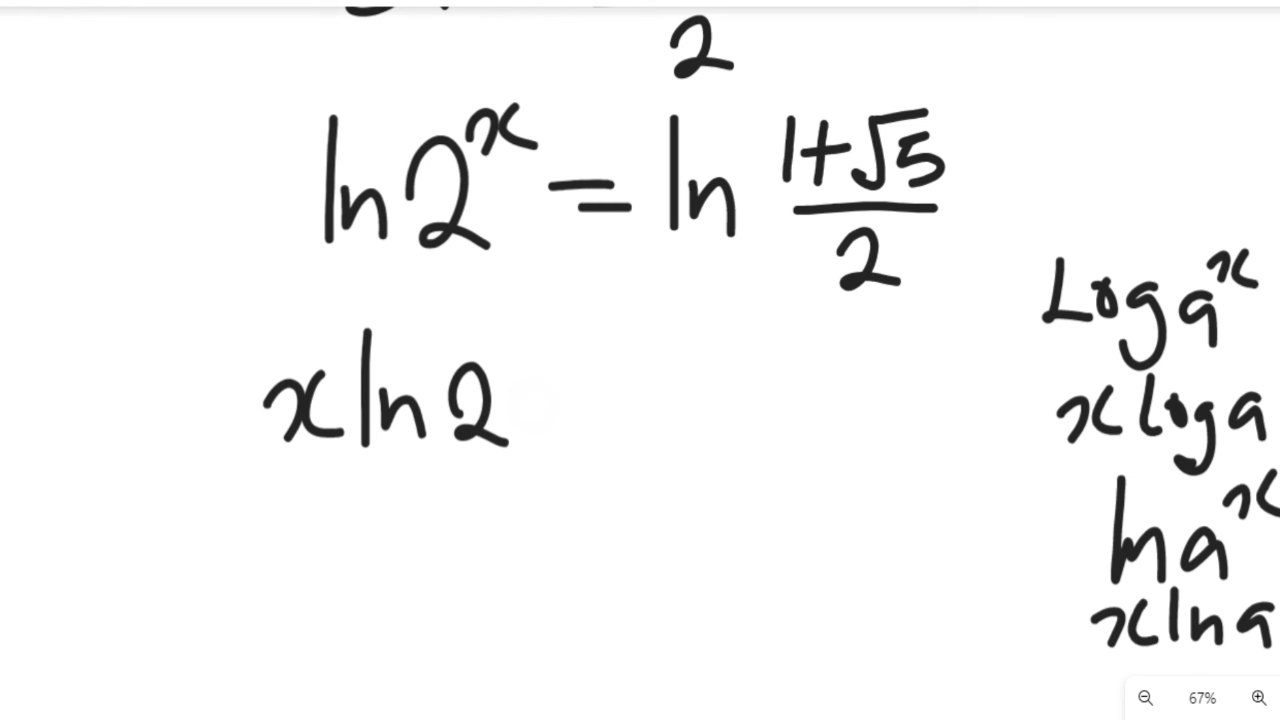 2
ln 2^x = ln (1+√5)/2
x ln 2
Log a^x
x log a
ln a^x
x ln a
67%